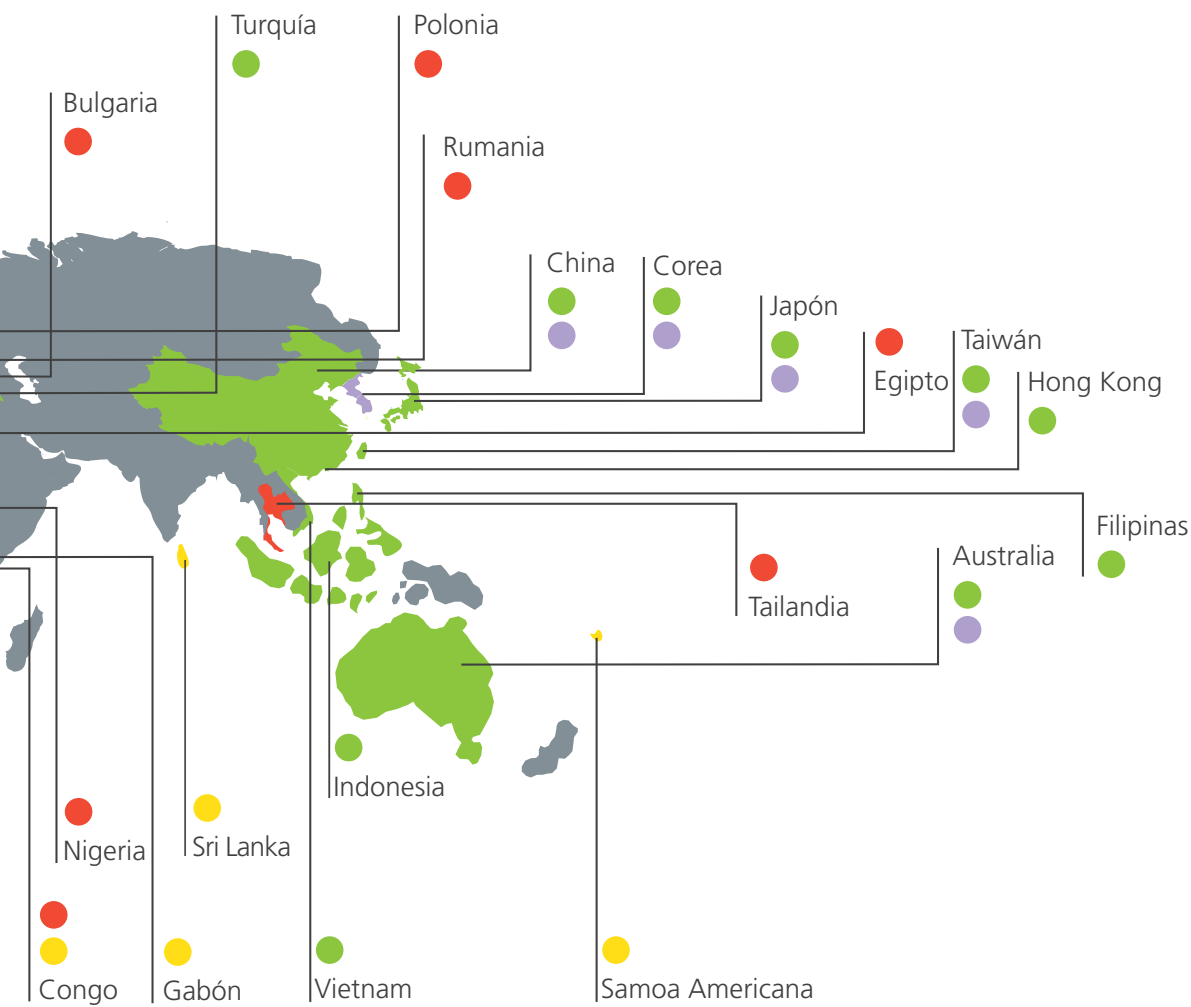 Turquía
Polonia
Bulgaria
Rumania
China
Corea
Japón
Taiwán
Egipto
Hong Kong
Filipinas
Australia
Tailandia
Indonesia
Nigeria
Sri Lanka
Congo
Gabón
Vietnam
Samoa Americana